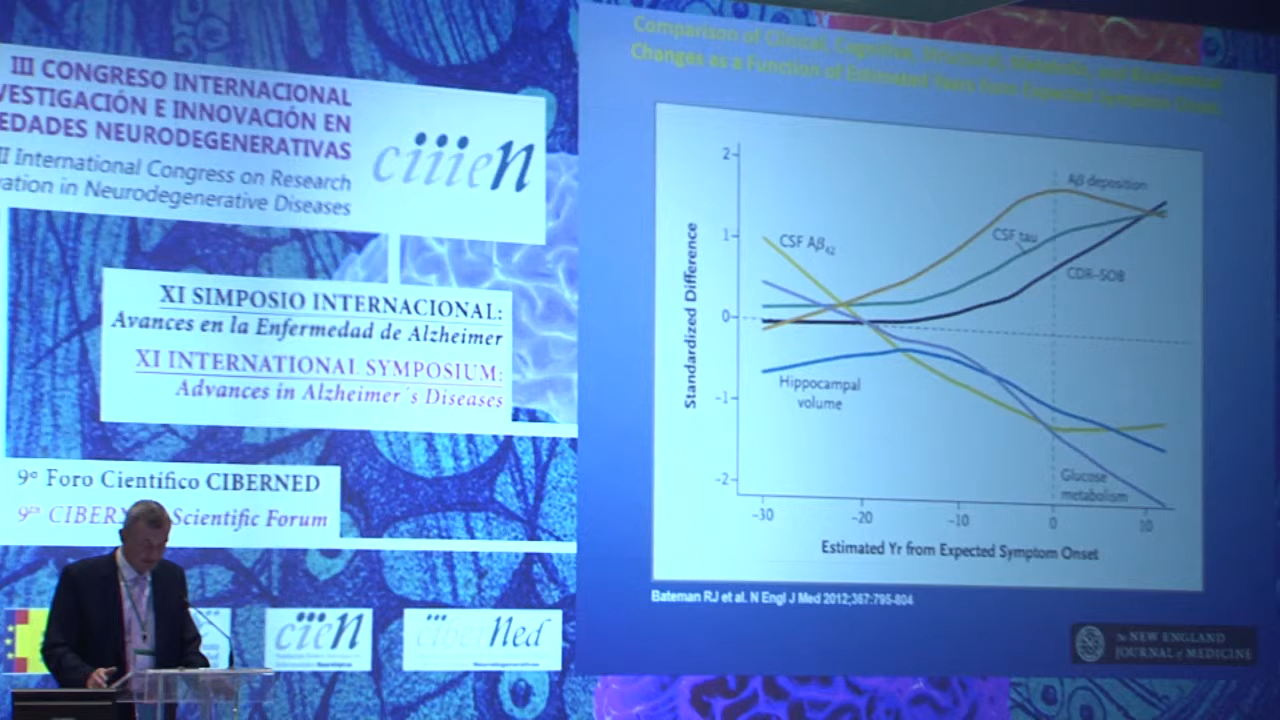 III CONGRESO INTERNACIONAL
VESTIGACIÓN E INNOVACIÓN EN
EDADES NEURODEGENERATIVAS
II International Congress on Research
ation in Neurodegenerative Diseases
ciiieN
XI SIMPOSIO INTERNACIONAL:
Avances en la Enfermedad de Alzheimer
XI INTERNATIONAL SYMPOSIUM:
Advances in Alzheimer´s Diseases
9º Foro Científico CIBERNED
9th CIBER Scientific Forum
ciieN
ciberNed
Neurodegenerativas
Comparison of Clinical, Cognitive, Structural, Metabolic, and Biochemical
Changes as a Function of Estimated Years from Expected Symptom Onset.
2
1
0
-1
-2
Standardized Difference
Aβ deposition
CSF Aβ42
CSF tau
CDR–SOB
Hippocampal
volume
Glucose
metabolism
-30
-20
-10
0
10
Estimated Yr from Expected Symptom Onset
Bateman RJ et al. N Engl J Med 2012;367:795-804
The NEW ENGLAND
JOURNAL of MEDICINE